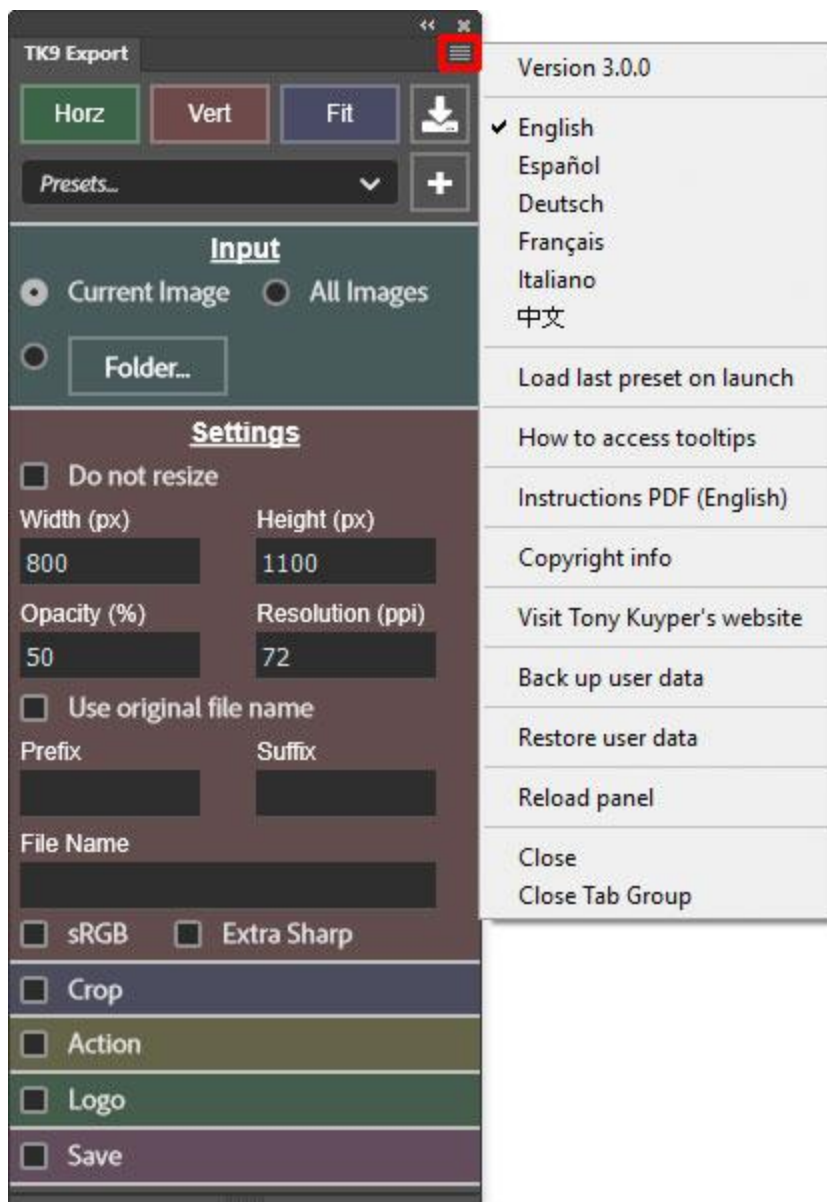 TK9 Export
Horz Vert Fit
Presets...
Input
Current Image All Images
Folder...
Settings
Do not resize
Width (px) Height (px)
800 1100
Opacity (%) Resolution (ppi)
50 72
Use original file name
Prefix Suffix
File Name
sRGB Extra Sharp
Crop
Action
Logo
Save
Version 3.0.0
English
Español
Deutsch
Français
Italiano
中文
Load last preset on launch
How to access tooltips
Instructions PDF (English)
Copyright info
Visit Tony Kuyper's website
Back up user data
Restore user data
Reload panel
Close
Close Tab Group